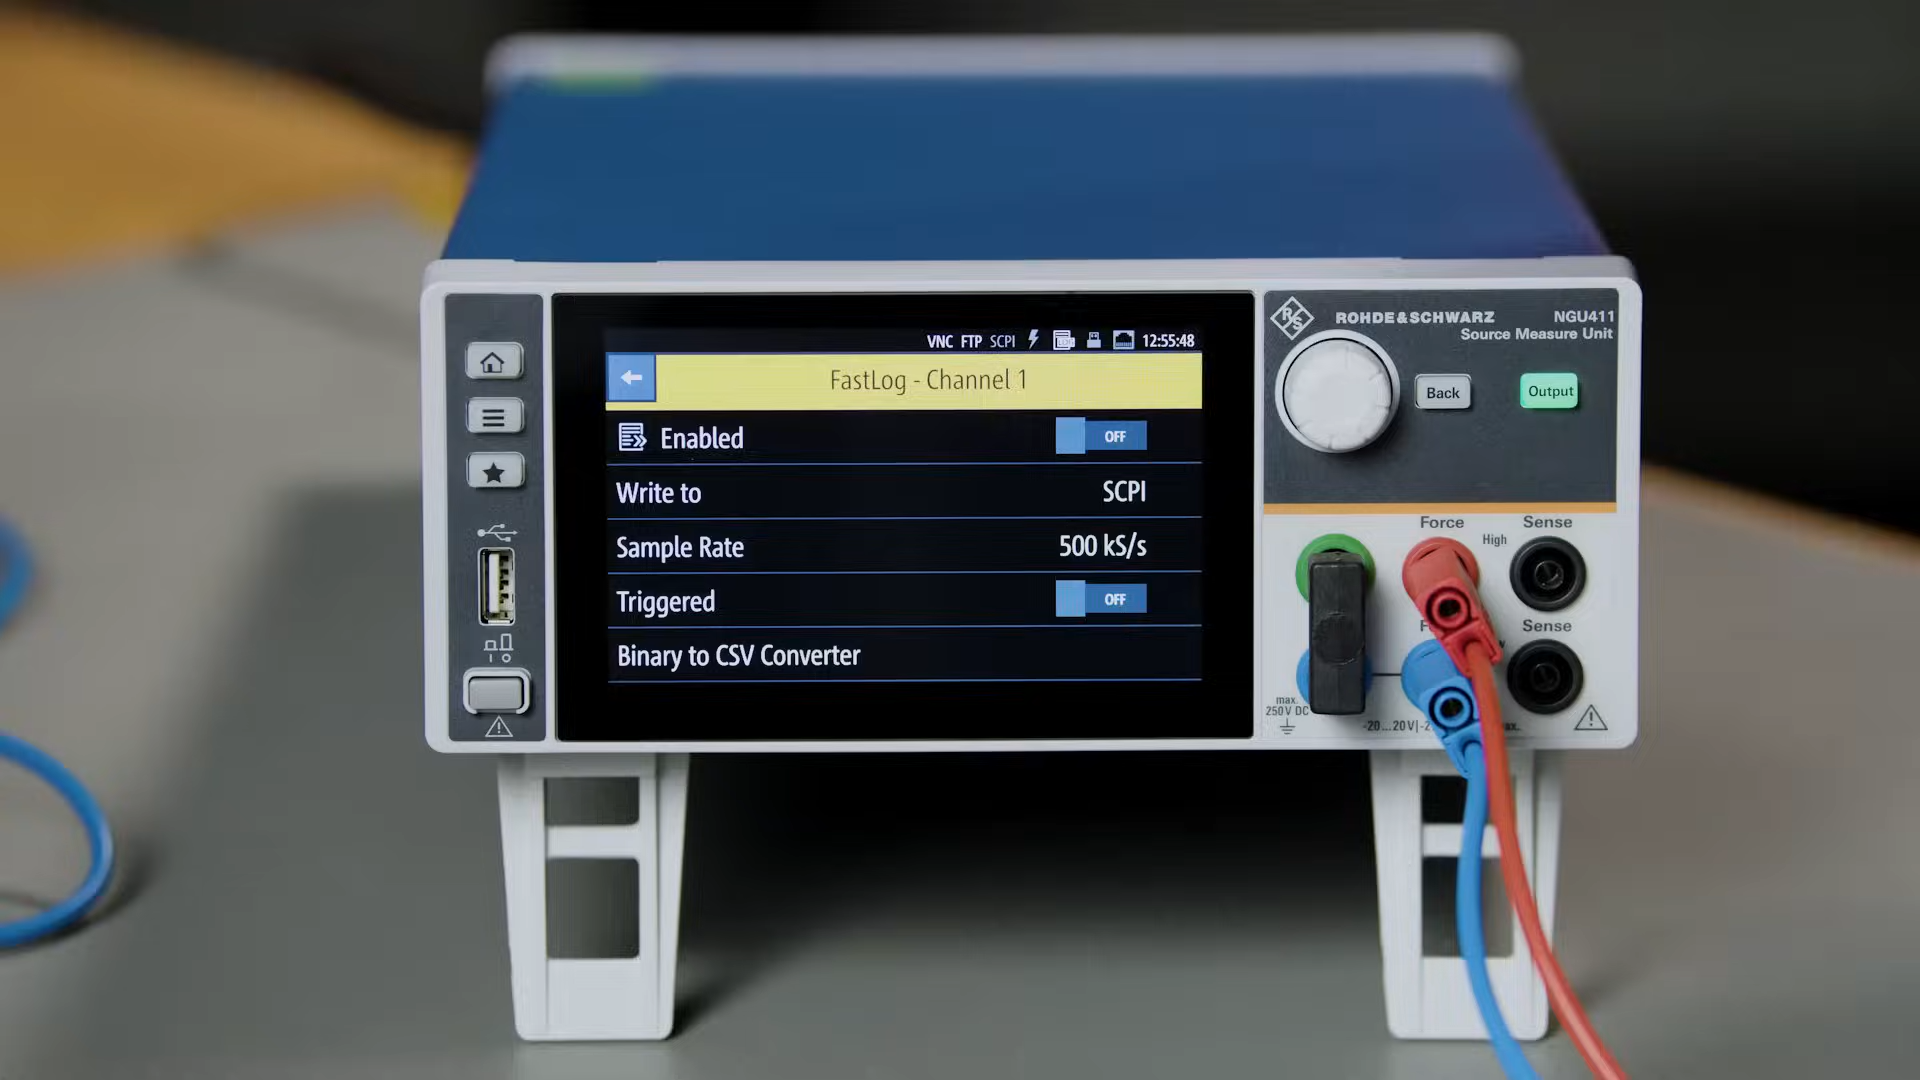 VNC FTP SCPI 12:55:48
FastLog - Channel 1
Enabled OFF
Write to SCPI
Sample Rate 500 kS/s
Triggered OFF
Binary to CSV Converter
R&S
ROHDE&SCHWARZ NGU411
Source Measure Unit
Back
Output
Force Sense
High
Sense
max.
250V DC
-20...20V